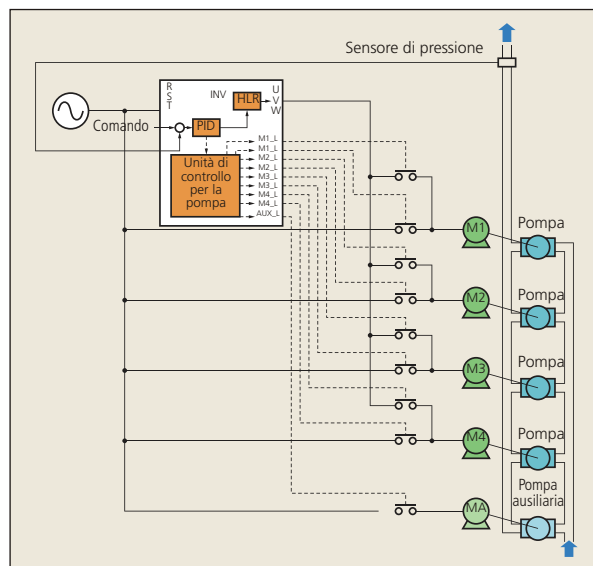 Sensore di pressione
R
S
T
INV
U
V
W
HLR
Comando
PID
Unità di
controllo
per la
pompa
M1_L
M1_L
M2_L
M2_L
M3_L
M3_L
M4_L
M4_L
AUX_L
M1
Pompa
M2
Pompa
M3
Pompa
M4
Pompa
MA
Pompa
ausiliaria